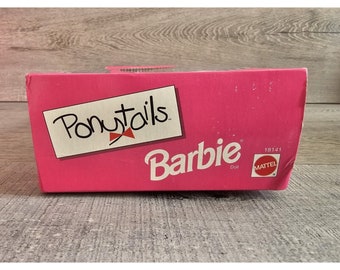 Ponytails
Barbie
Doll
18141
MATTEL